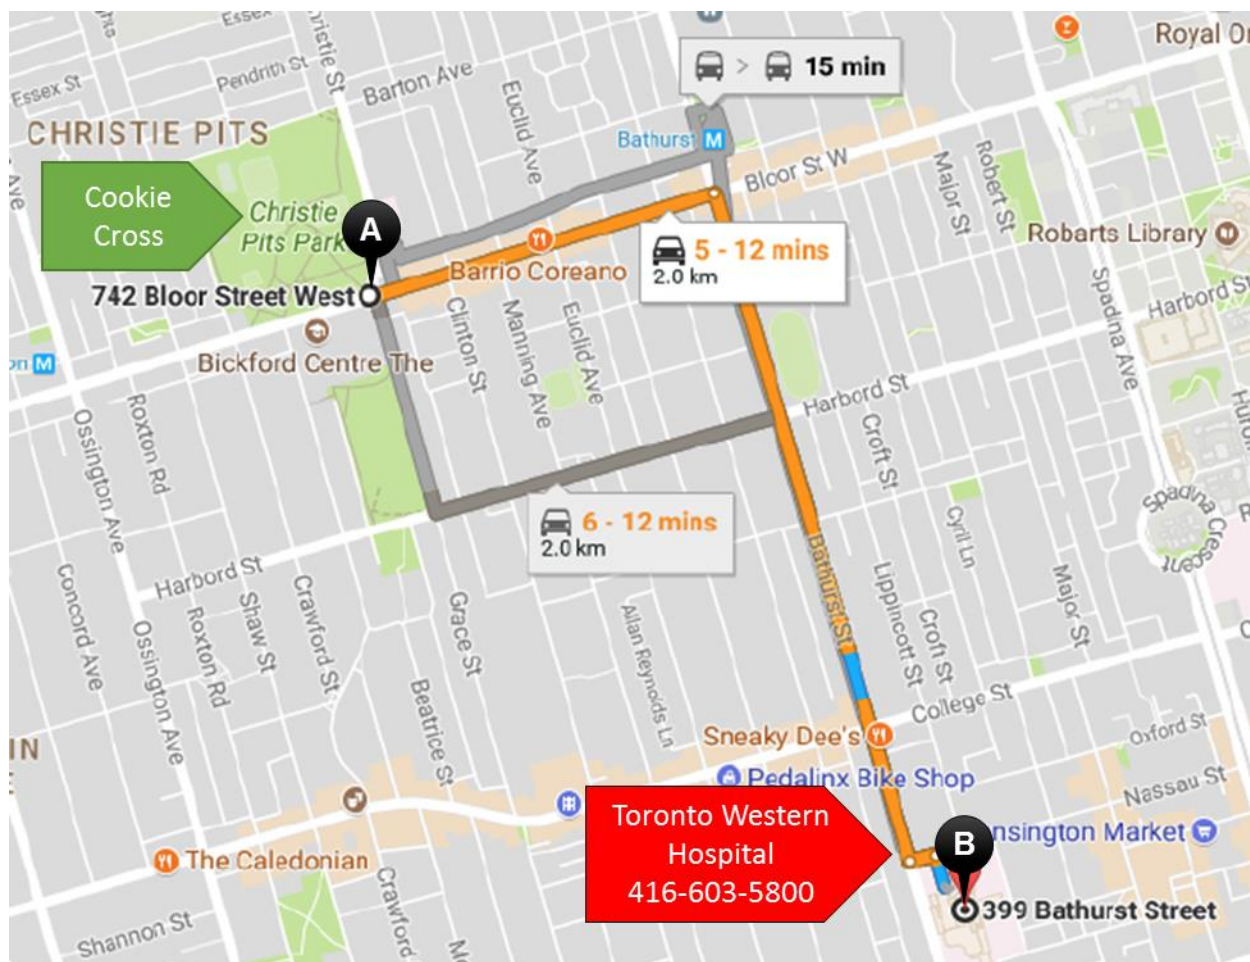 Essex
Royal
Pendrith St
Essex St
Christie St
Barton Ave
15 min
CHRISTIE PITS
Euclid Ave
Bathurst M
Bloor St W
Major St
Robert St
Cookie
Cross
Christie
Pits Park
A
Robarts Library
5 - 12 mins
2.0 km
Barrio Coreano
742 Bloor Street West
Spadina Ave
Harbord St
Bickford Centre The
Clinton St
Manning Ave
Euclid Ave
on M
Ossington Ave
Roxton Rd
Harbord St
Croft St
6 - 12 mins
2.0 km
Spadina Crescent
Cyril Ln
Bathurst St
Harbord St
Concord Ave
Roxton Rd
Shaw St
Crawford St
Grace St
Allan Reynolds Ln
Lippincott St
Croft St
Major St
Ossington Ave
Beatrice St
College St
Oxford St
Sneaky Dee's
IN
Pedalinx Bike Shop
Nassau St
Toronto Western
Hospital
416-603-5800
B
nsington Market
The Caledonian
Crawford
399 Bathurst Street
Shannon St